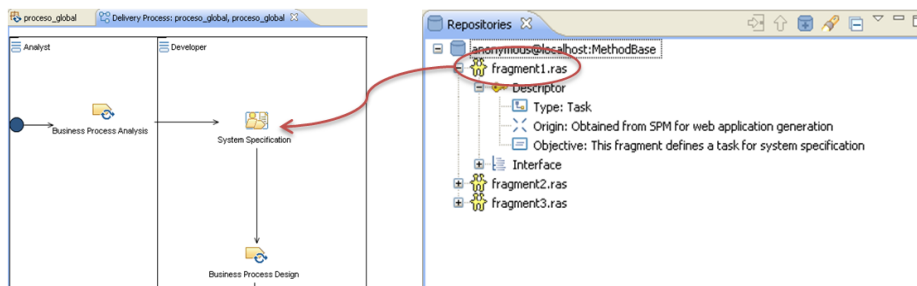 proceso_global
Delivery Process: proceso_global, proceso_global
Analyst
Developer
Business Process Analysis
System Specification
Business Process Design
Repositories
anonymous@localhost:MethodBase
fragment1.ras
Descriptor
Type: Task
Origin: Obtained from SPM for web application generation
Objective: This fragment defines a task for system specification
Interface
fragment2.ras
fragment3.ras